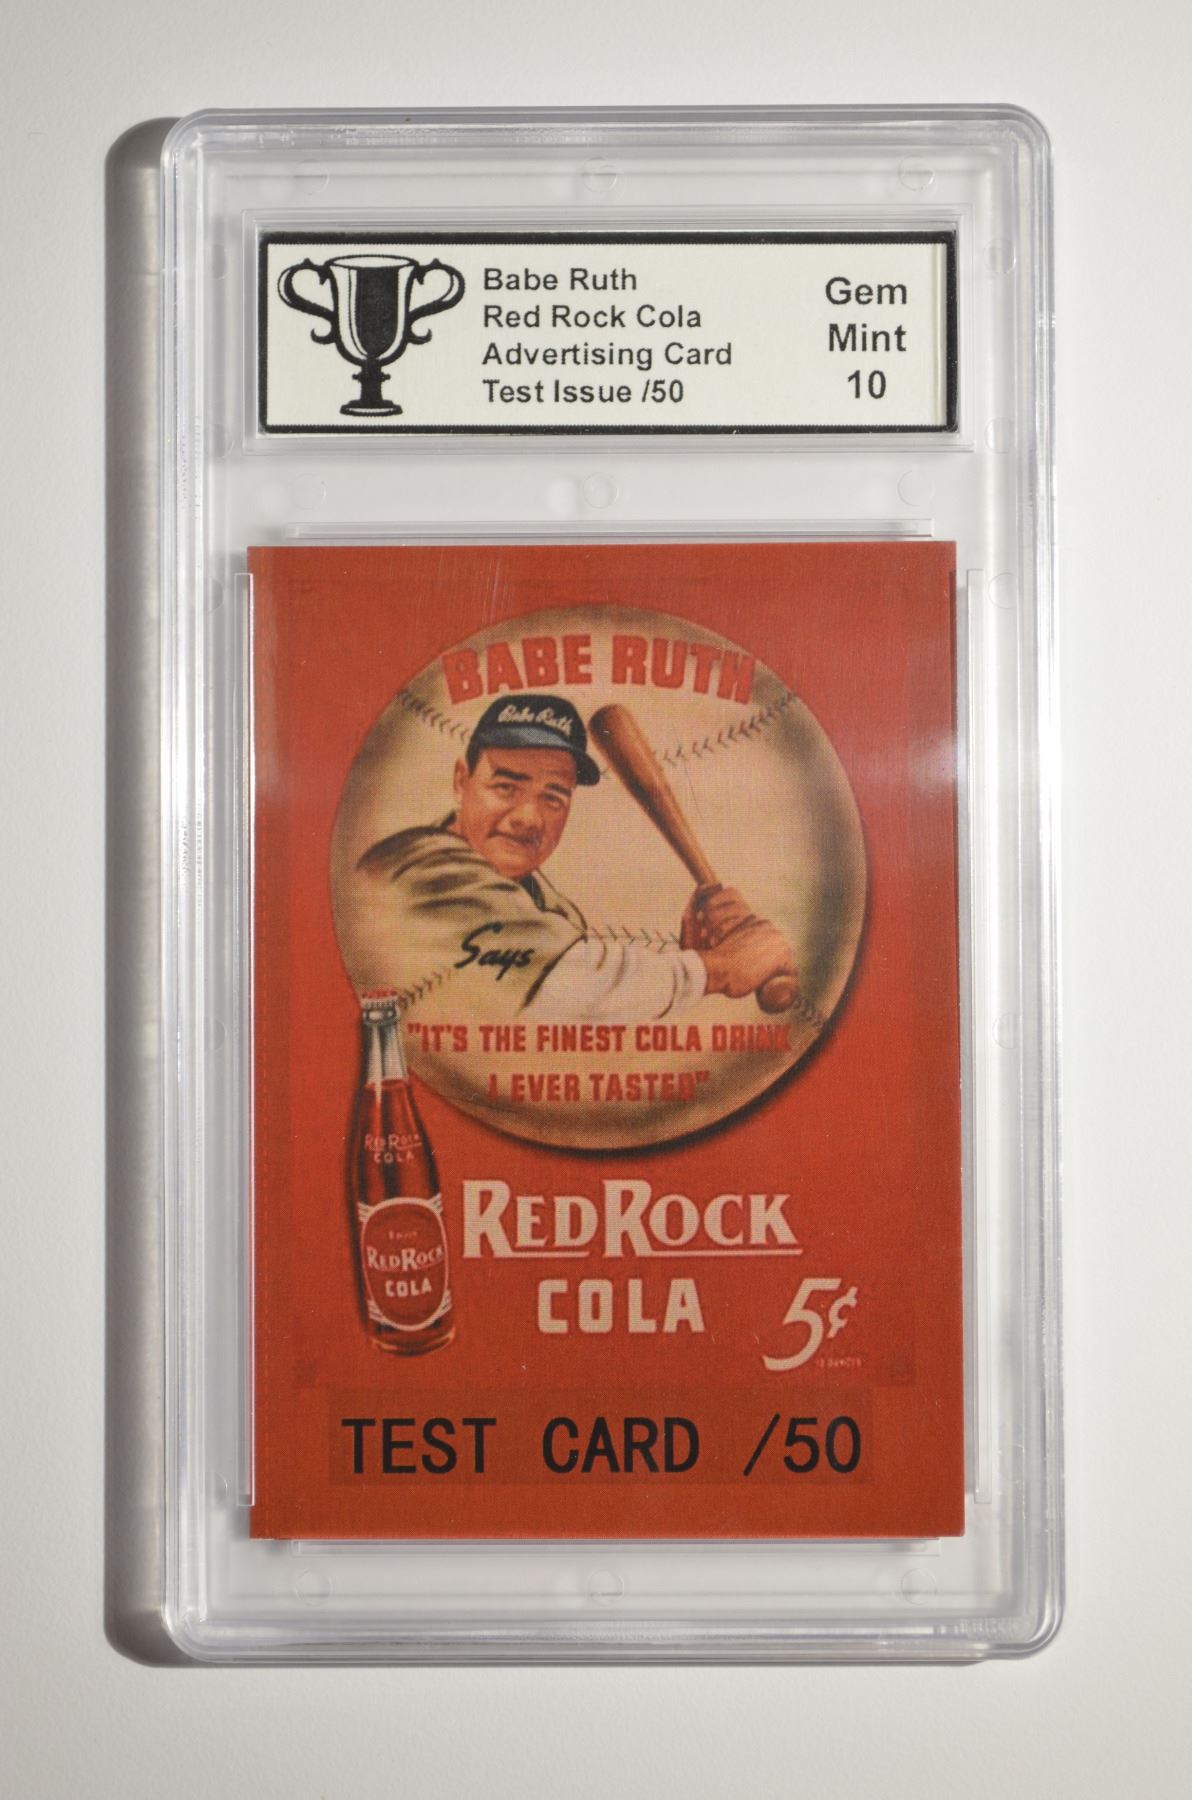 Babe Ruth
Red Rock Cola
Advertising Card
Test Issue /50
Gem
Mint
10
BABE RUTH
Babe Ruth
Says
"IT'S THE FINEST COLA DRINK
I EVER TASTED"
RED ROCK
COLA
RED ROCK
COLA
RED ROCK
COLA
5¢
12 OUNCES
TEST CARD /50